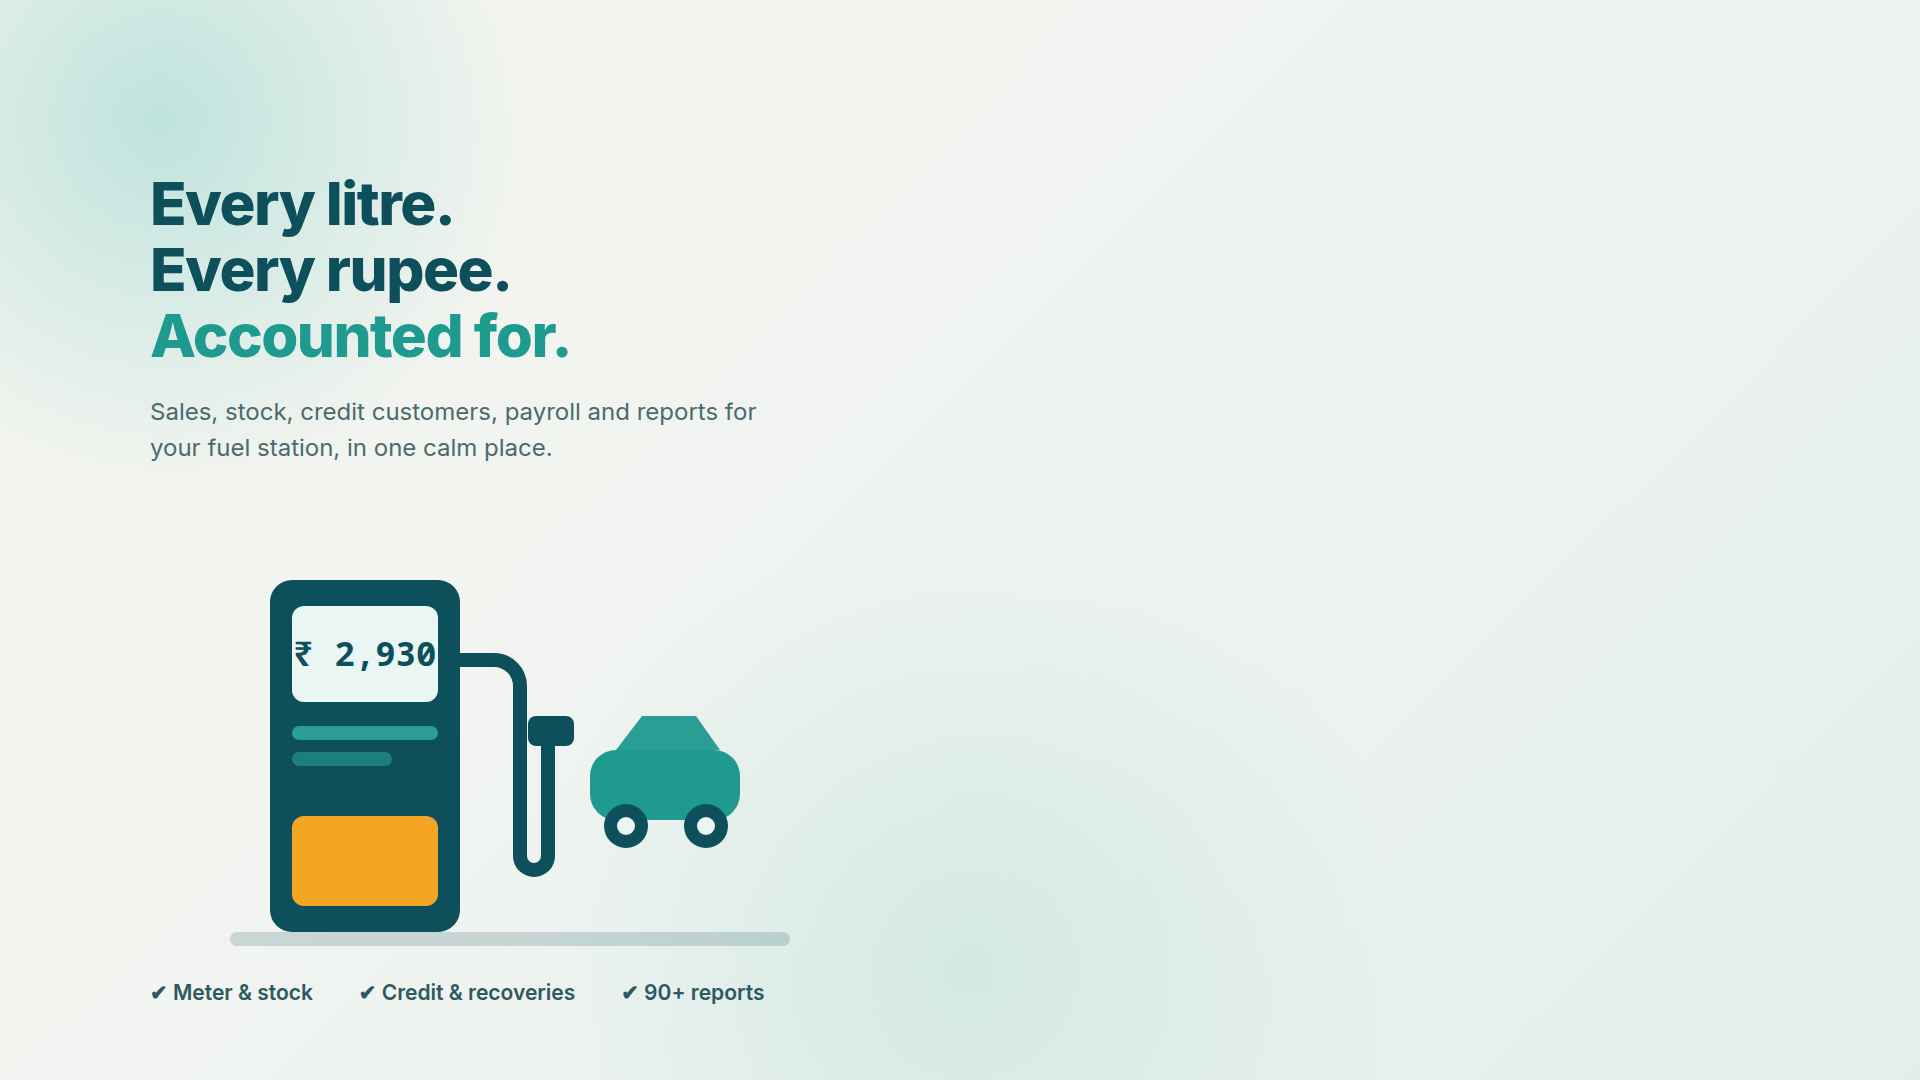 Every litre.
Every rupee.
Accounted for.
Sales, stock, credit customers, payroll and reports for
your fuel station, in one calm place.
₹ 2,930
✔ Meter & stock ✔ Credit & recoveries ✔ 90+ reports